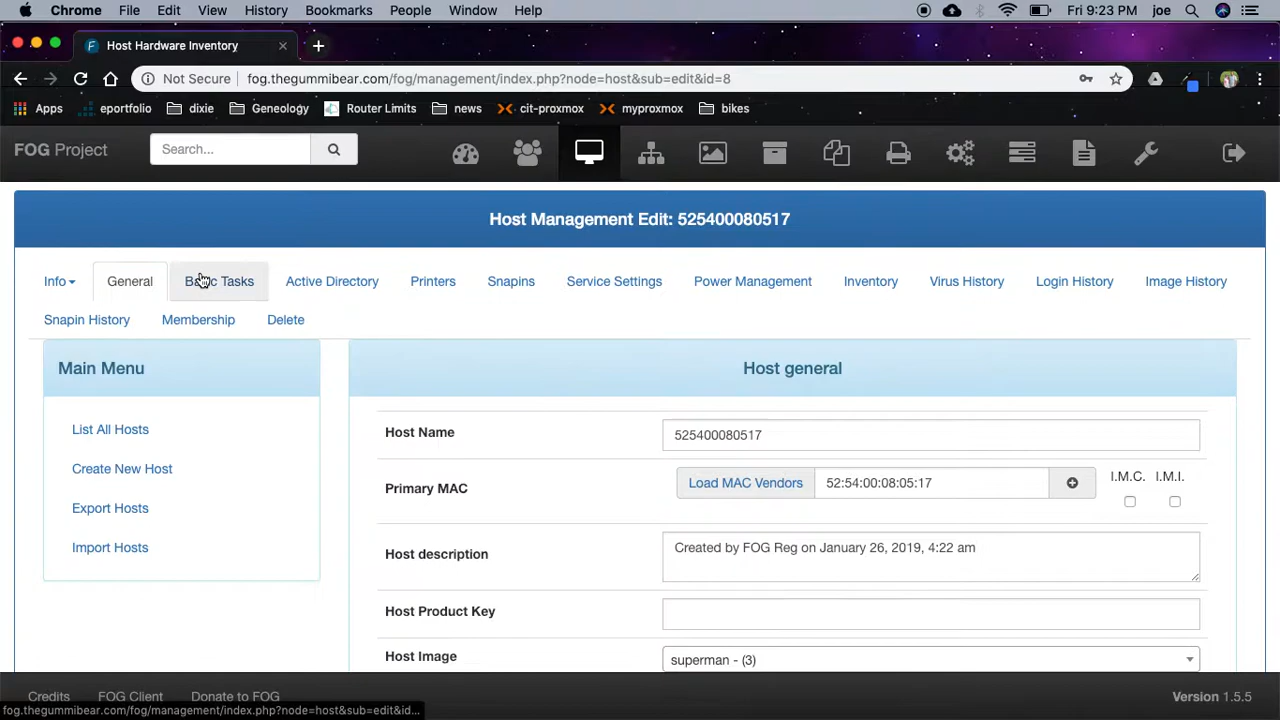 Chrome File Edit View History Bookmarks People Window Help Fri 9:23 PM joe
Host Hardware Inventory
Not Secure fog.thegummibear.com/fog/management/index.php?node=host&sub=edit&id=8
Apps eportfolio dixie Geneology Router Limits news cit-proxmox myproxmox bikes
FOG Project Search...
Host Management Edit: 525400080517
Info General Basic Tasks Active Directory Printers Snapins Service Settings Power Management Inventory Virus History Login History Image History
Snapin History Membership Delete
Main Menu
Host general
List All Hosts
Create New Host
Export Hosts
Import Hosts
Host Name 525400080517
Primary MAC Load MAC Vendors 52:54:00:08:05:17 I.M.C. I.M.I.
Host description Created by FOG Reg on January 26, 2019, 4:22 am
Host Product Key
Host Image superman - (3)
Credits FOG Client Donate to FOG Version 1.5.5
fog.thegummibear.com/fog/management/index.php?node=host&sub=edit&id...